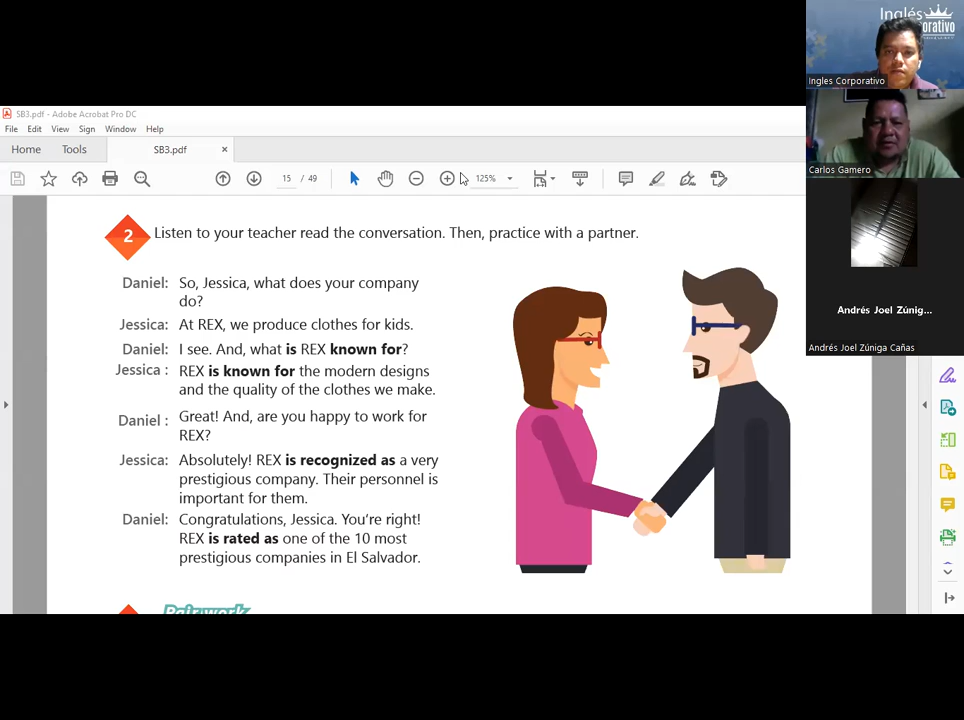 Inglés
orativo
Ingles Corporativo
SB3.pdf - Adobe Acrobat Pro DC
File Edit View Sign Window Help
Home Tools SB3.pdf ×
15 / 49 125%
Carlos Gamero
2 Listen to your teacher read the conversation. Then, practice with a partner.
Daniel: So, Jessica, what does your company
do?
Jessica: At REX, we produce clothes for kids.
Daniel: I see. And, what is REX known for?
Jessica : REX is known for the modern designs
and the quality of the clothes we make.
Daniel : Great! And, are you happy to work for
REX?
Jessica: Absolutely! REX is recognized as a very
prestigious company. Their personnel is
important for them.
Daniel: Congratulations, Jessica. You're right!
REX is rated as one of the 10 most
prestigious companies in El Salvador.
Pair work
Andrés Joel Zúnig...
Andrés Joel Zúniga Cañas